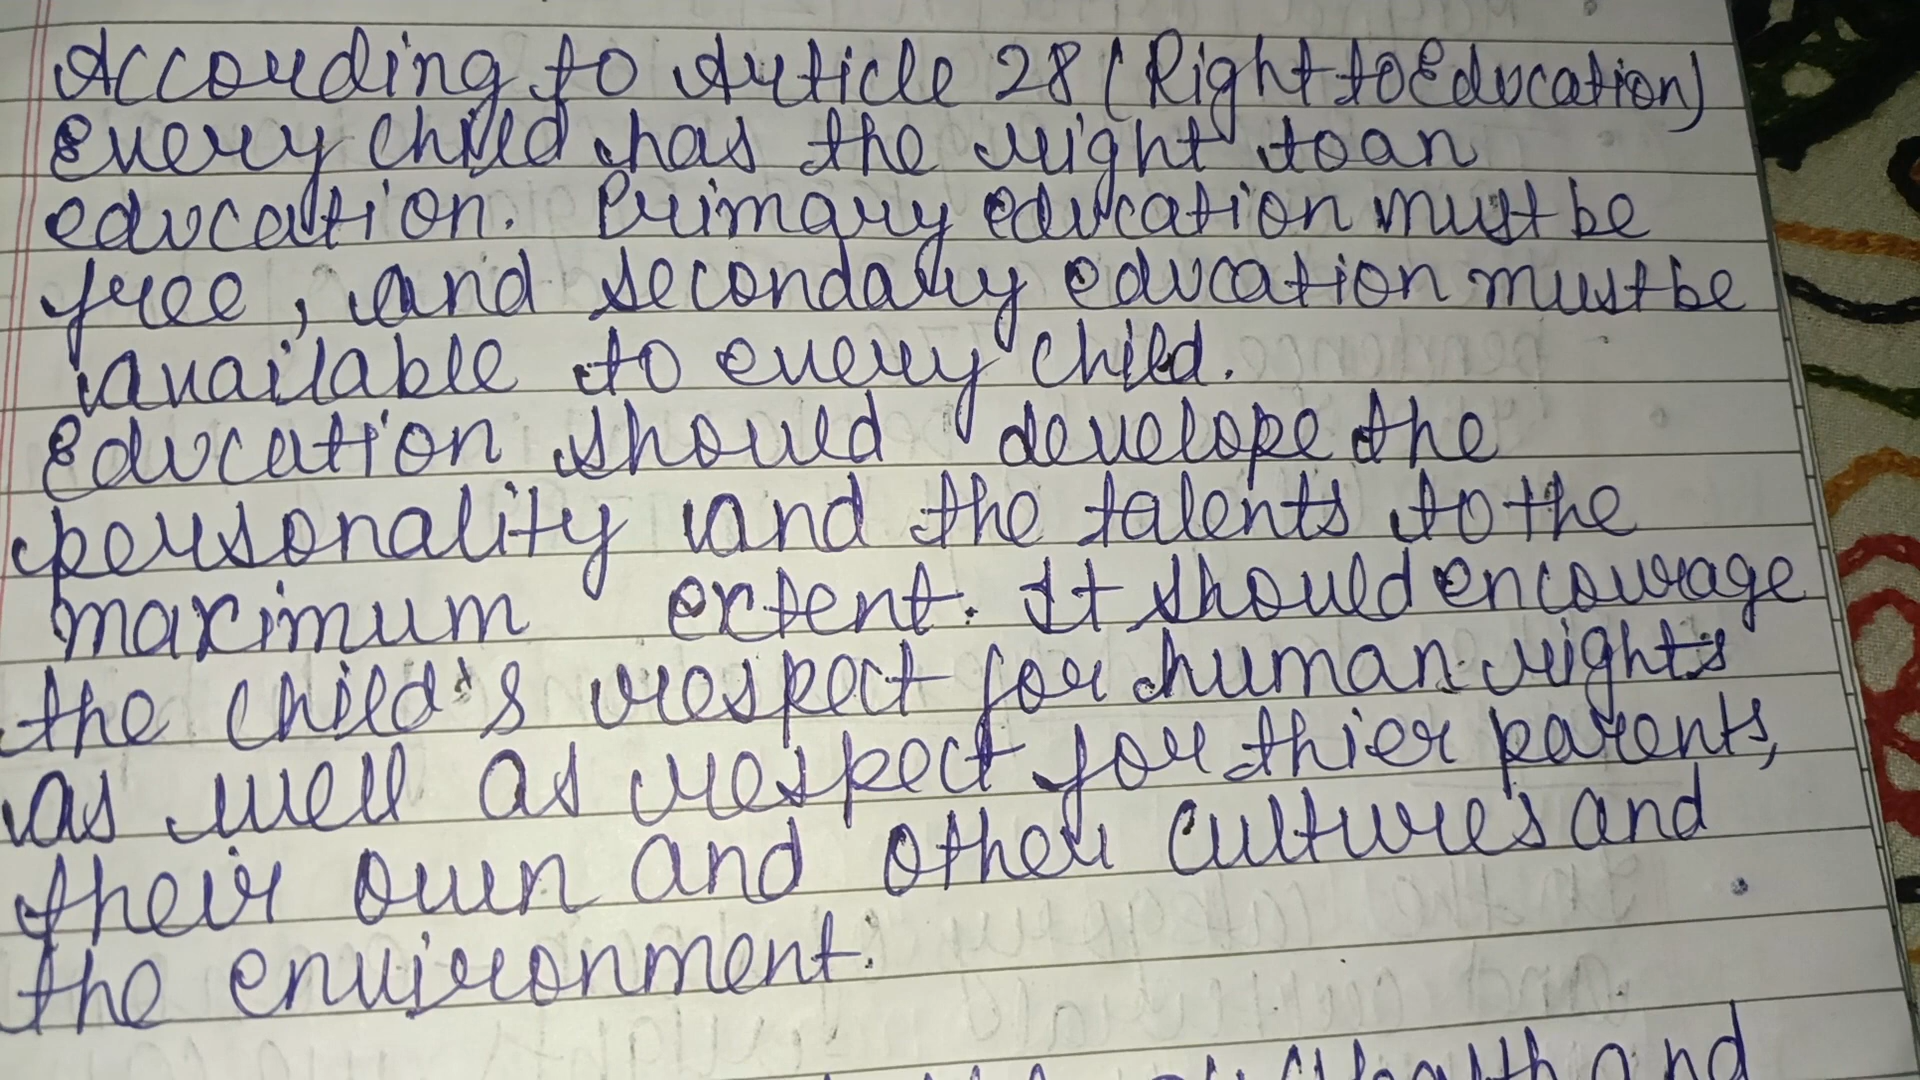 According to Article 28 (Right to Education)
every child has the right to an
education. Primary education must be
free, and secondary education must be
available to every child.
Education should develope the
personality and the talents to the
maximum extent. It should encourage
the child's respect for human rights
as well as respect for thier parents,
their own and other cultures and
the environment.
health and